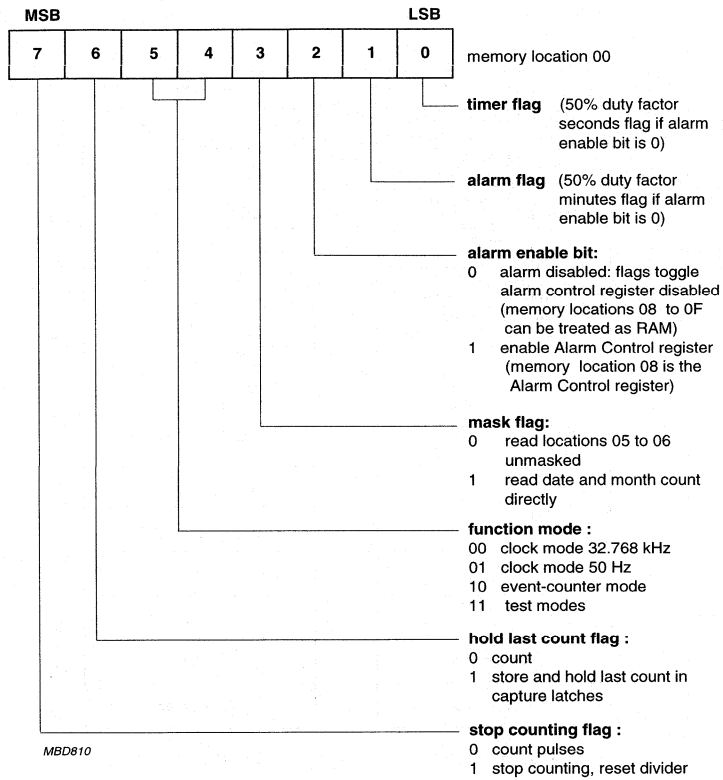 MSB LSB
7 6 5 4 3 2 1 0 memory location 00
timer flag (50% duty factor
seconds flag if alarm
enable bit is 0)
alarm flag (50% duty factor
minutes flag if alarm
enable bit is 0)
alarm enable bit:
0 alarm disabled: flags toggle
alarm control register disabled
(memory locations 08 to 0F
can be treated as RAM)
1 enable Alarm Control register
(memory location 08 is the
Alarm Control register)
mask flag:
0 read locations 05 to 06
unmasked
1 read date and month count
directly
function mode :
00 clock mode 32.768 kHz
01 clock mode 50 Hz
10 event-counter mode
11 test modes
hold last count flag :
0 count
1 store and hold last count in
capture latches
stop counting flag :
0 count pulses
1 stop counting, reset divider
MBD810